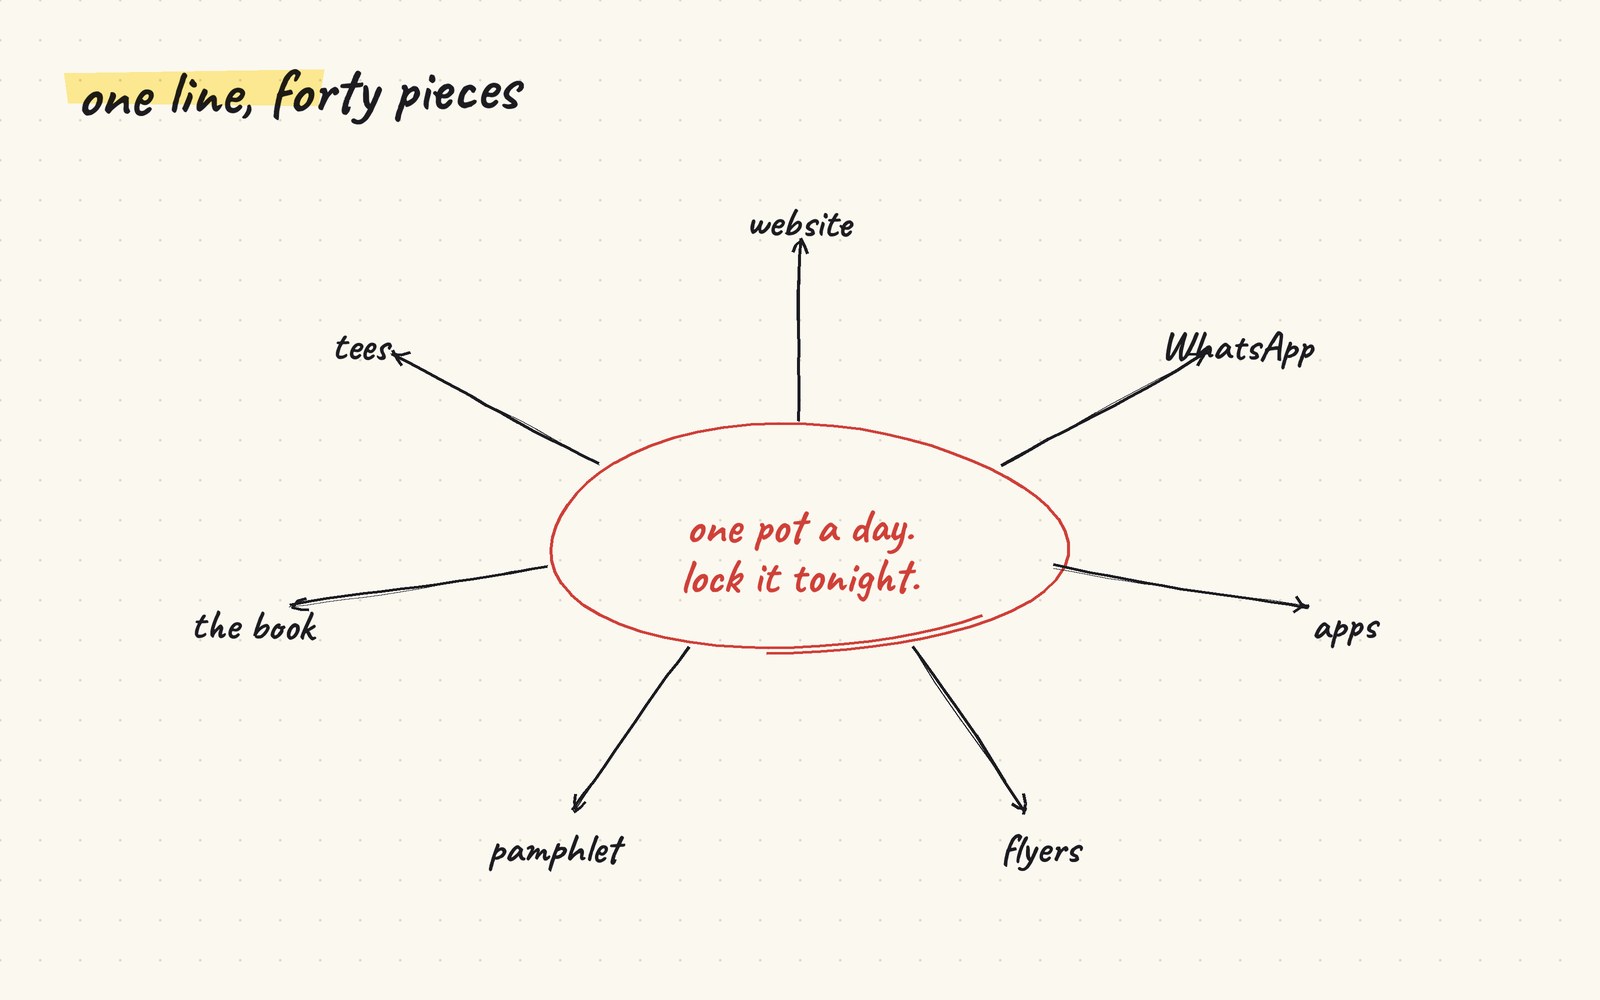 one line, forty pieces
website
tees
WhatsApp
one pot a day.
lock it tonight.
the book
apps
pamphlet
flyers